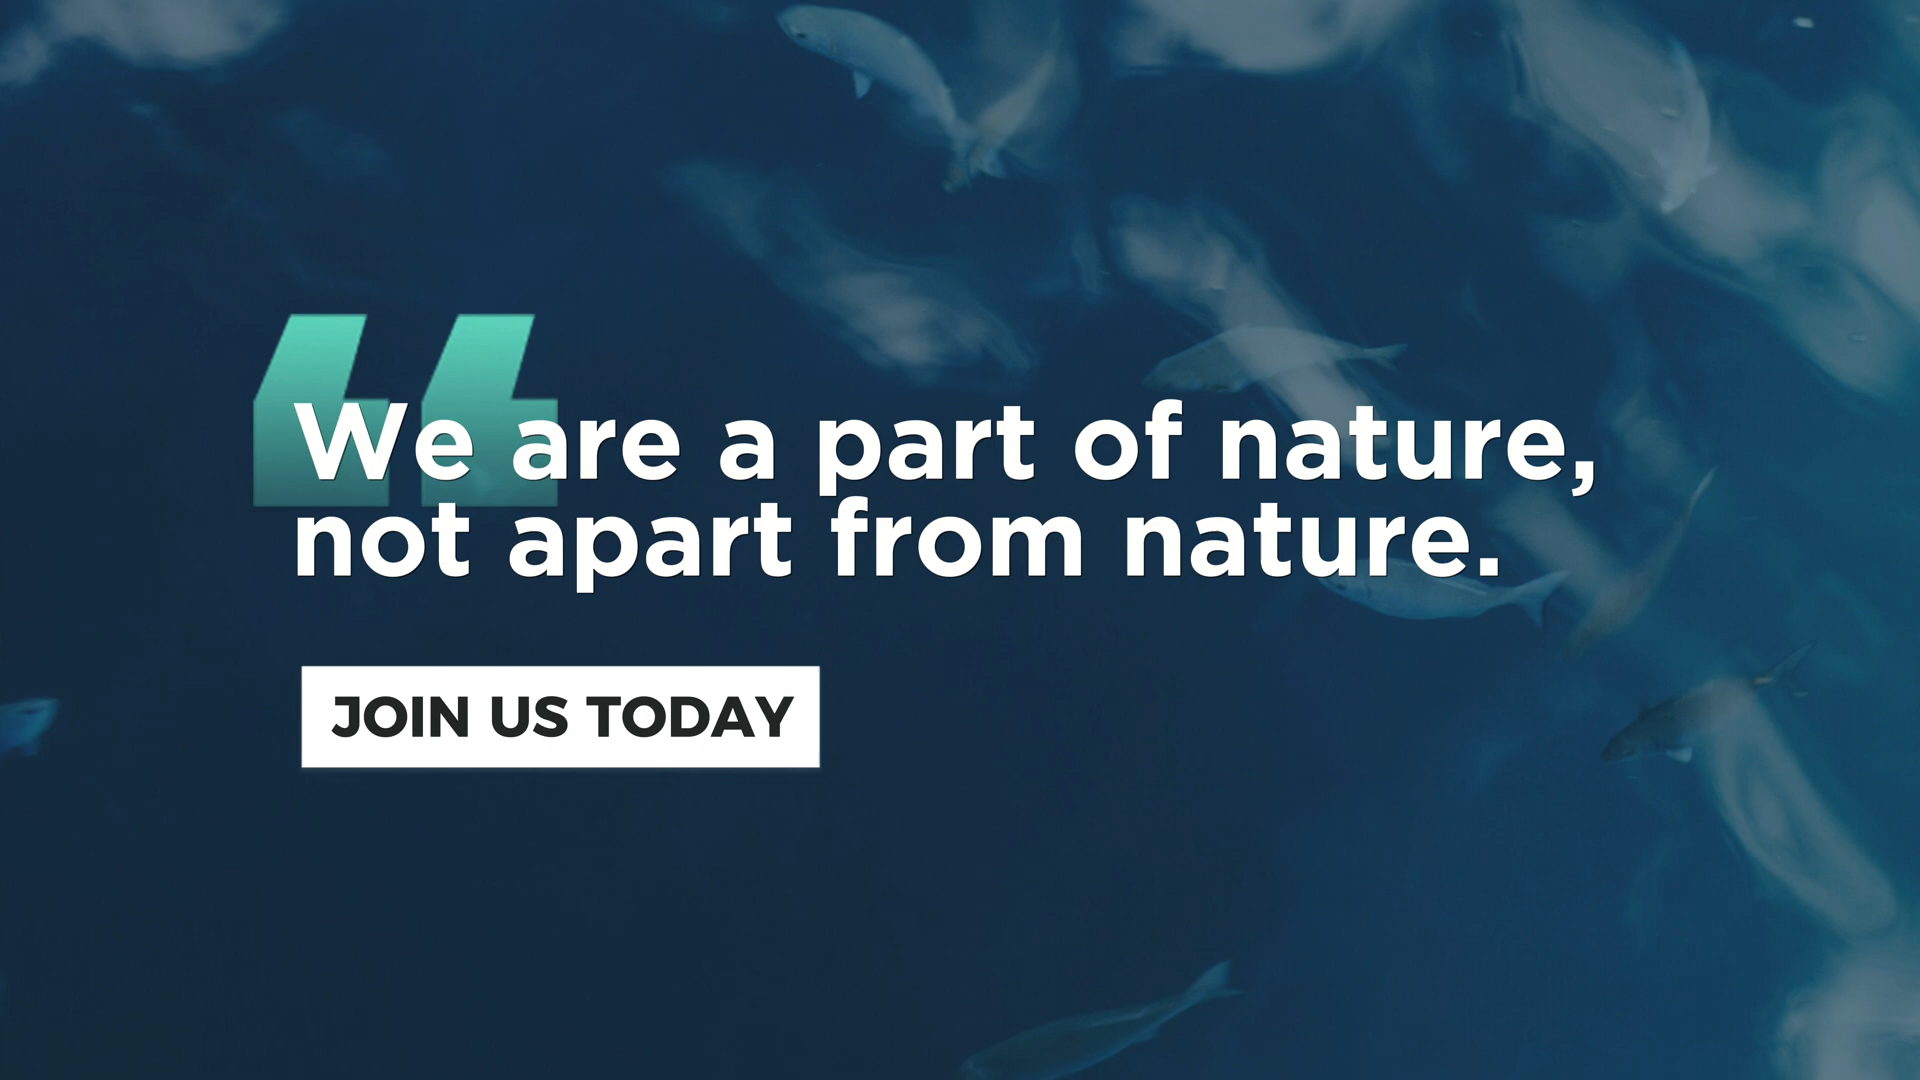 “
We are a part of nature,
not apart from nature.
JOIN US TODAY